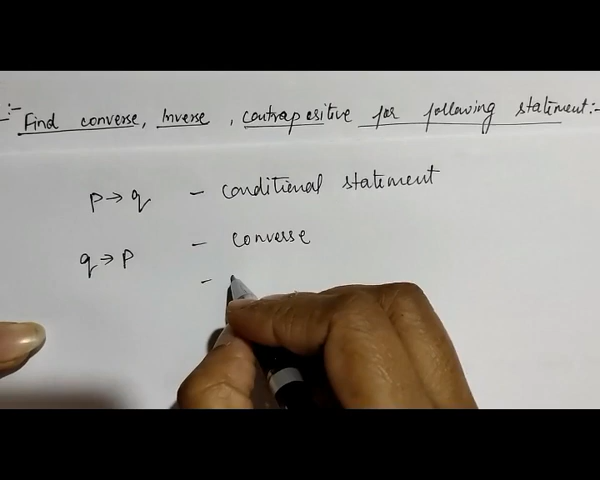 :- Find converse, Inverse, contrapositive for following statement:-
p→q - conditional statement
q→p - converse
-